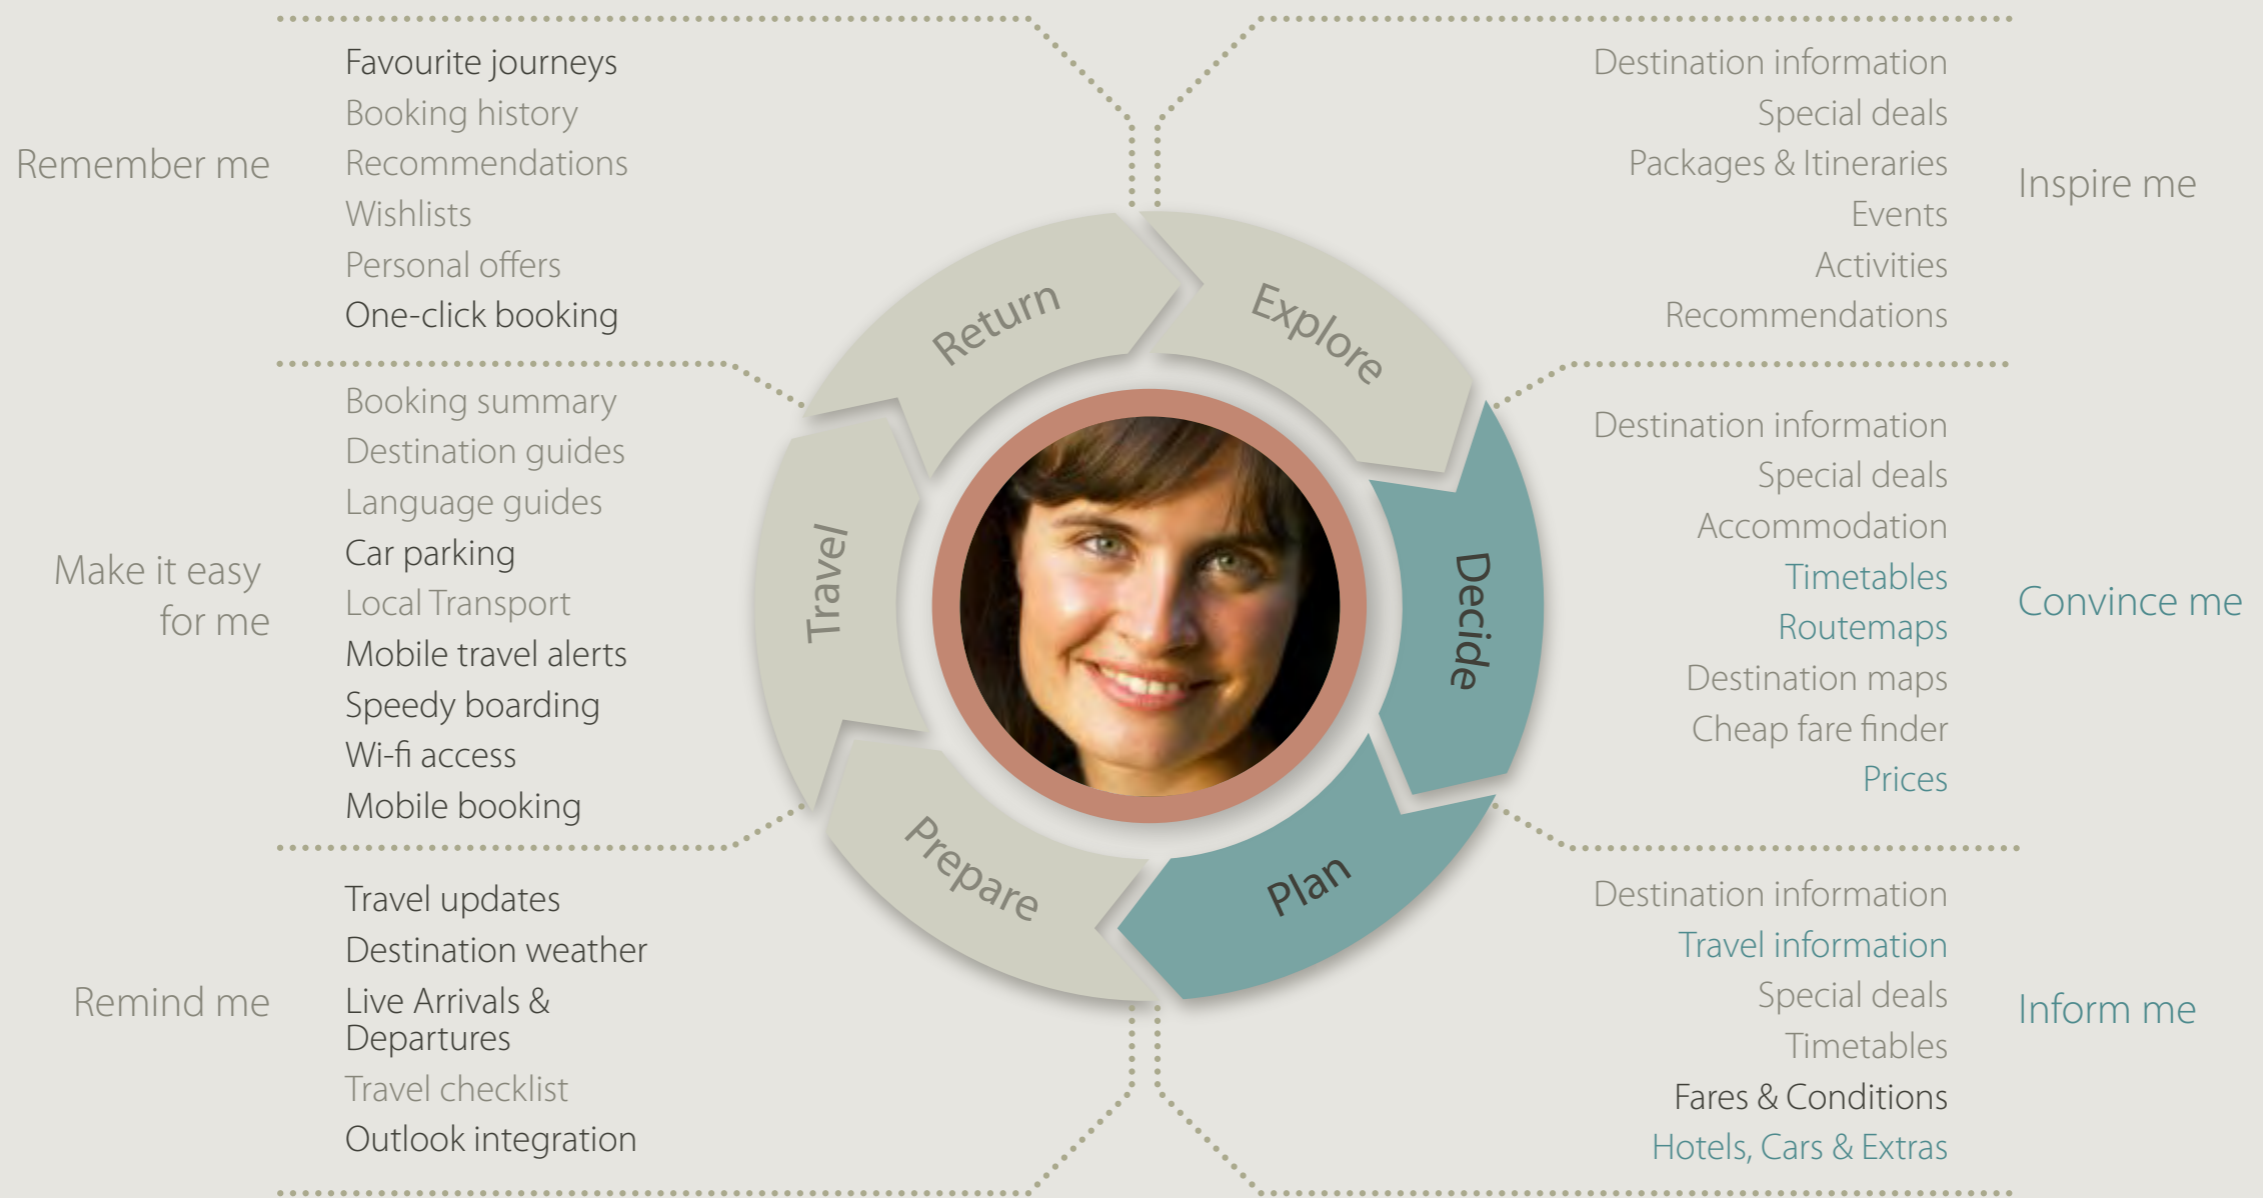 Remember me
Favourite journeys
Booking history
Recommendations
Wishlists
Personal offers
One-click booking
Make it easy
for me
Booking summary
Destination guides
Language guides
Car parking
Local Transport
Mobile travel alerts
Speedy boarding
Wi-fi access
Mobile booking
Remind me
Travel updates
Destination weather
Live Arrivals &
Departures
Travel checklist
Outlook integration
Return
Explore
Travel
Decide
Prepare
Plan
Destination information
Special deals
Packages & Itineraries
Events
Activities
Recommendations
Inspire me
Destination information
Special deals
Accommodation
Timetables
Routemaps
Destination maps
Cheap fare finder
Prices
Convince me
Destination information
Travel information
Special deals
Timetables
Fares & Conditions
Hotels, Cars & Extras
Inform me